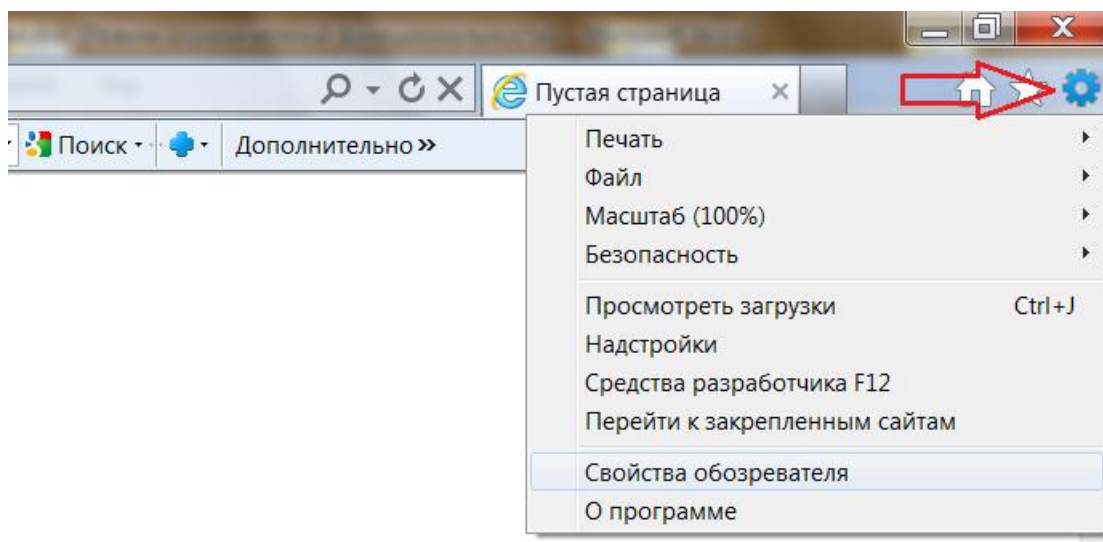 Пустая страница
Поиск
Дополнительно »
Печать
Файл
Масштаб (100%)
Безопасность
Просмотреть загрузки Ctrl+J
Надстройки
Средства разработчика F12
Перейти к закрепленным сайтам
Свойства обозревателя
О программе